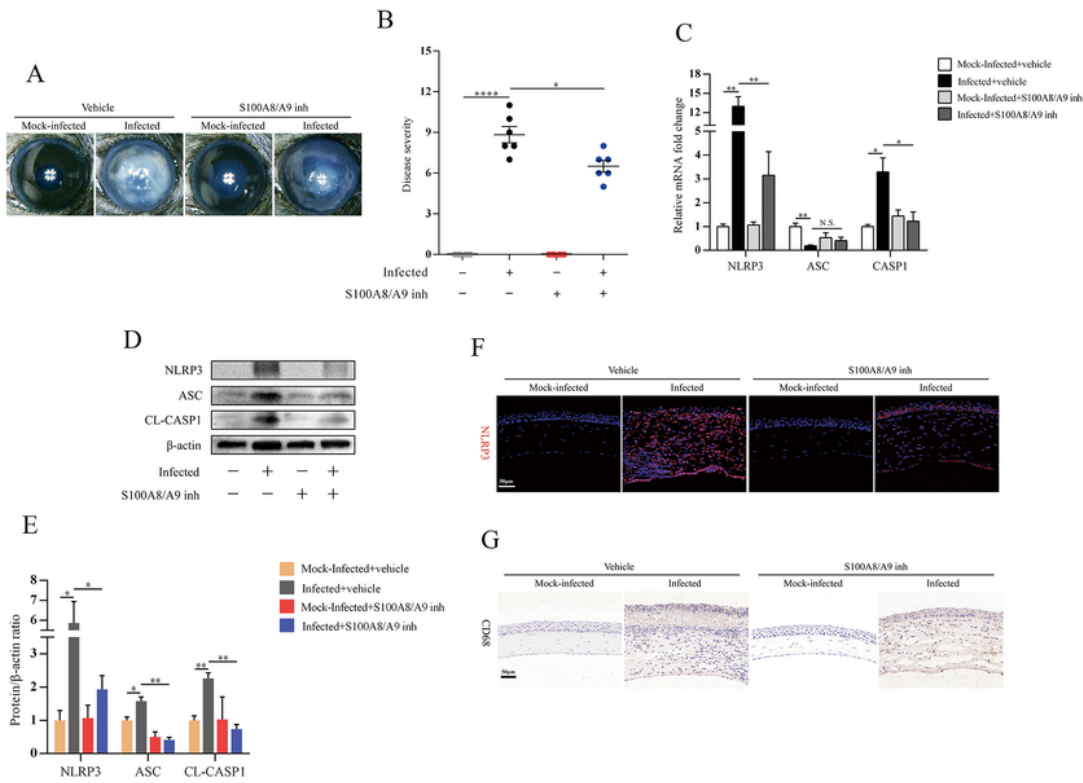 A
Vehicle S100A8/A9 inh
Mock-infected Infected Mock-infected Infected
B
Disease severity
15
12
9
6
3
0
**** *
Infected − + − +
S100A8/A9 inh − − + +
C
Relative mRNA fold change
18
15
12
5
4
3
2
1
0
** ** ** N.S. * *
NLRP3 ASC CASP1
Mock-Infected+vehicle
Infected+vehicle
Mock-Infected+S100A8/A9 inh
Infected+S100A8/A9 inh
D
NLRP3
ASC
CL-CASP1
β-actin
Infected − + − +
S100A8/A9 inh − − + +
E
Protein/β-actin ratio
8
7
6
4
3
2
1
0
* * * ** ** **
NLRP3 ASC CL-CASP1
Mock-Infected+vehicle
Infected+vehicle
Mock-Infected+S100A8/A9 inh
Infected+S100A8/A9 inh
F
Vehicle S100A8/A9 inh
Mock-infected Infected Mock-infected Infected
NLRP3
50μm
G
Vehicle S100A8/A9 inh
Mock-infected Infected Mock-infected Infected
CD68
50μm